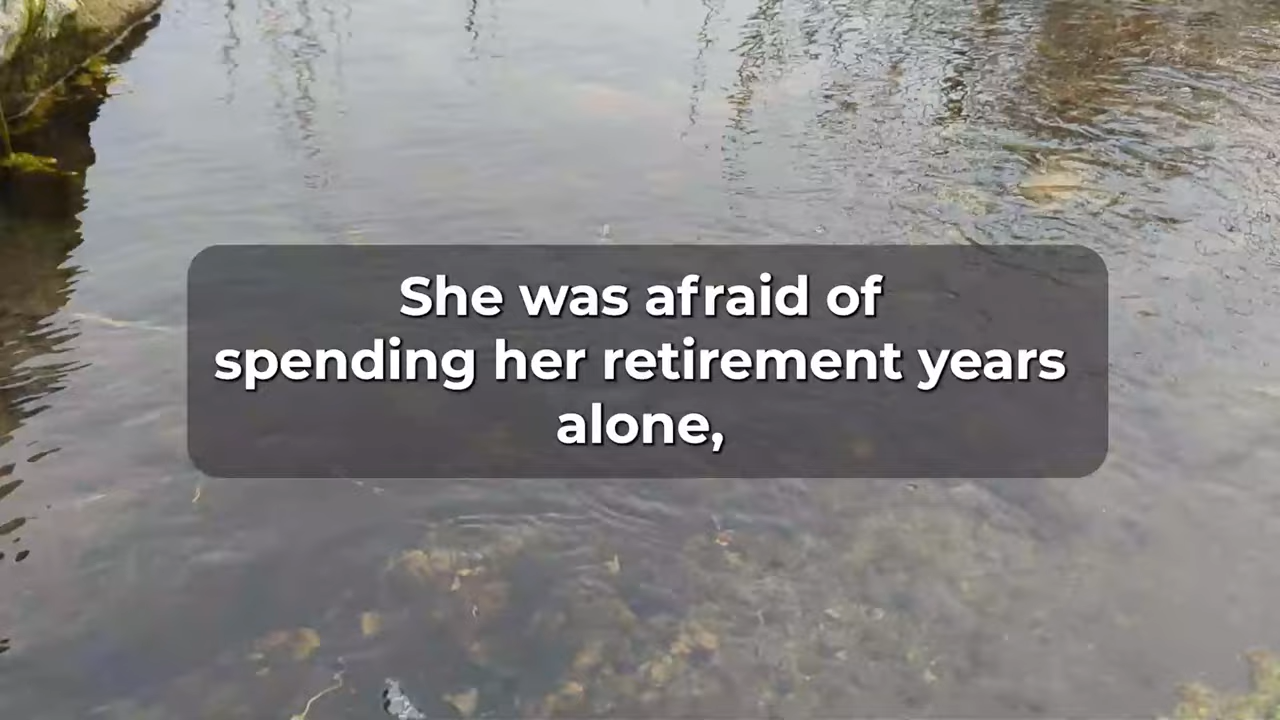 She was afraid of
spending her retirement years
alone,